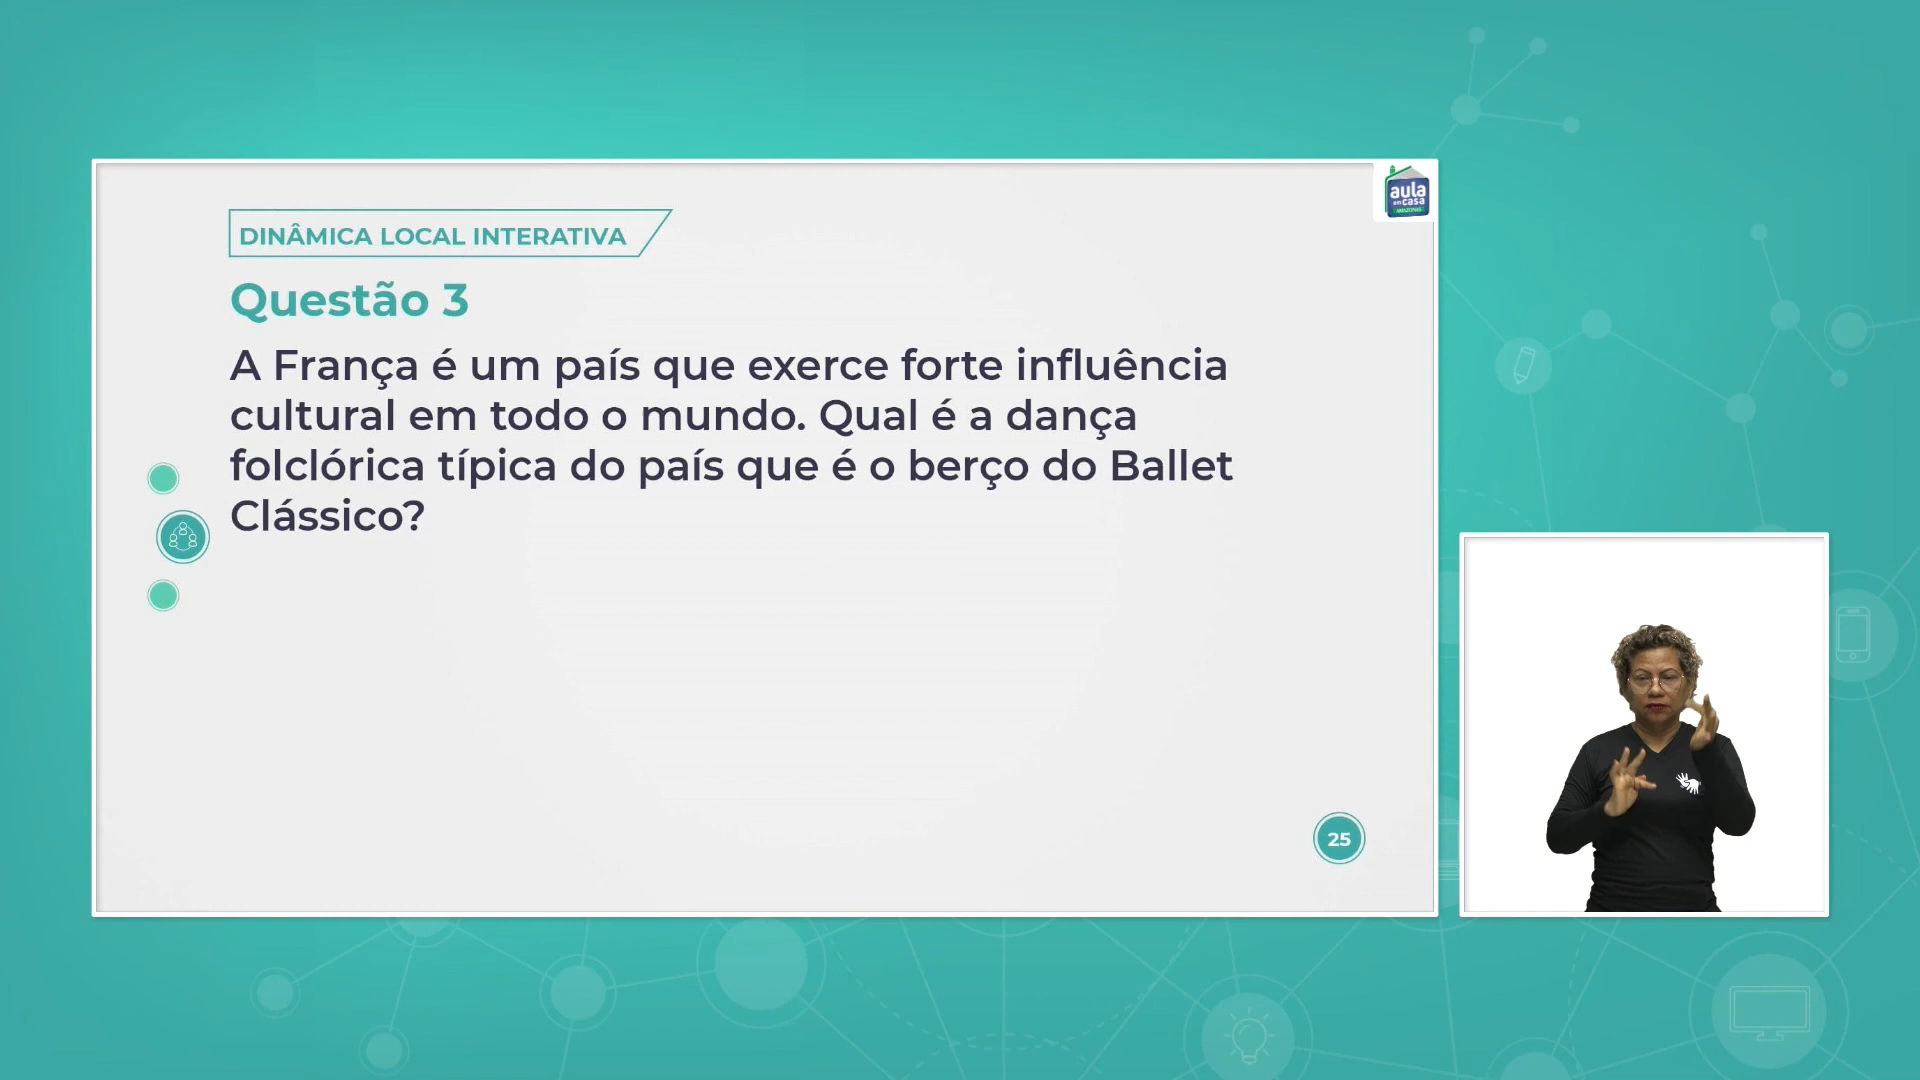 aula
em casa
DINÂMICA LOCAL INTERATIVA
Questão 3
A França é um país que exerce forte influência
cultural em todo o mundo. Qual é a dança
folclórica típica do país que é o berço do Ballet
Clássico?
25